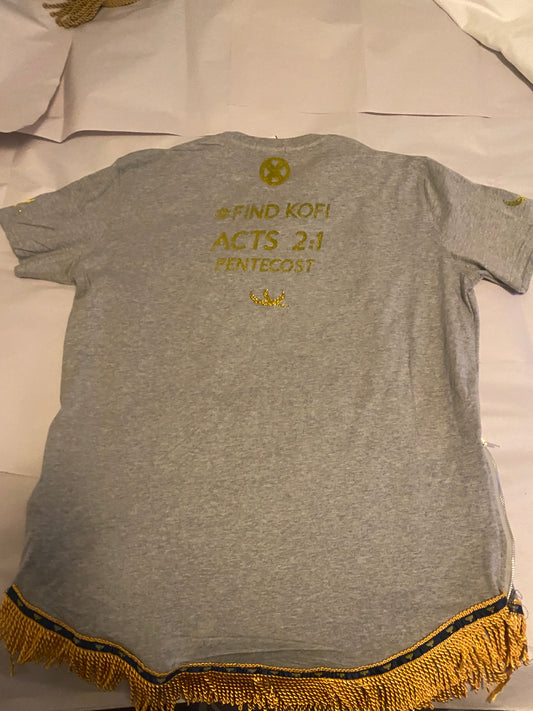 #FIND KOFI
ACTS 2:1
PENTECOST